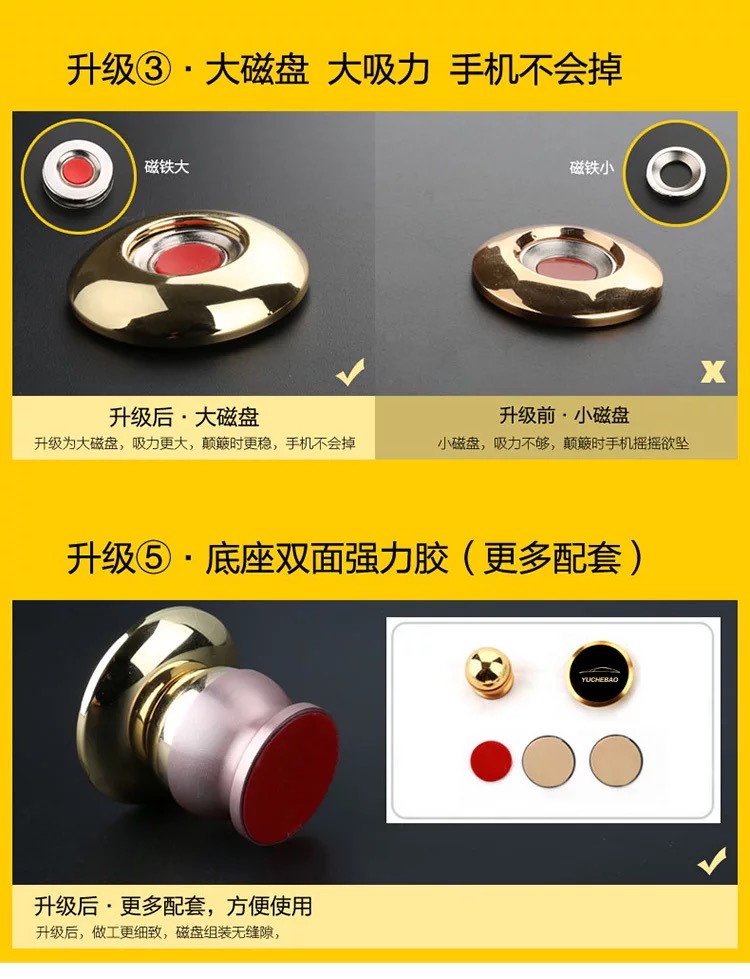 升级③·大磁盘 大吸力 手机不会掉
磁铁大
磁铁小
升级后·大磁盘
升级为大磁盘，吸力更大，颠簸时更稳，手机不会掉
升级前·小磁盘
小磁盘，吸力不够，颠簸时手机摇摇欲坠
升级⑤·底座双面强力胶（更多配套）
YUCHEBAO
升级后·更多配套，方便使用
升级后，做工更细致，磁盘组装无缝隙，